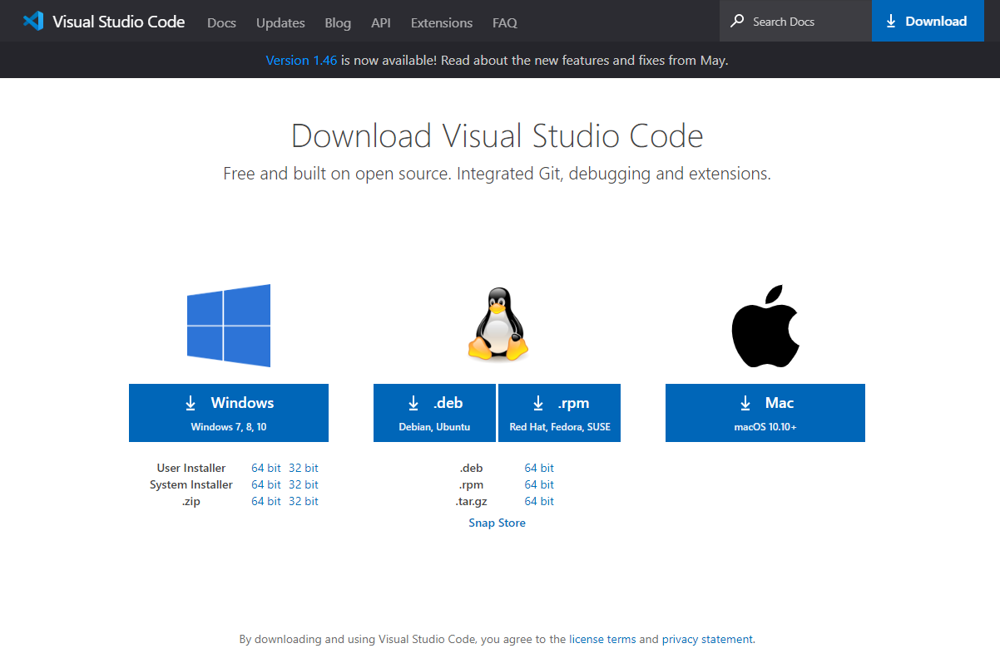 Visual Studio Code Docs Updates Blog API Extensions FAQ Search Docs Download
Version 1.46 is now available! Read about the new features and fixes from May.
Download Visual Studio Code
Free and built on open source. Integrated Git, debugging and extensions.
Windows
Windows 7, 8, 10
.deb
Debian, Ubuntu
.rpm
Red Hat, Fedora, SUSE
Mac
macOS 10.10+
User Installer 64 bit 32 bit
System Installer 64 bit 32 bit
.zip 64 bit 32 bit
.deb 64 bit
.rpm 64 bit
.tar.gz 64 bit
Snap Store
By downloading and using Visual Studio Code, you agree to the license terms and privacy statement.